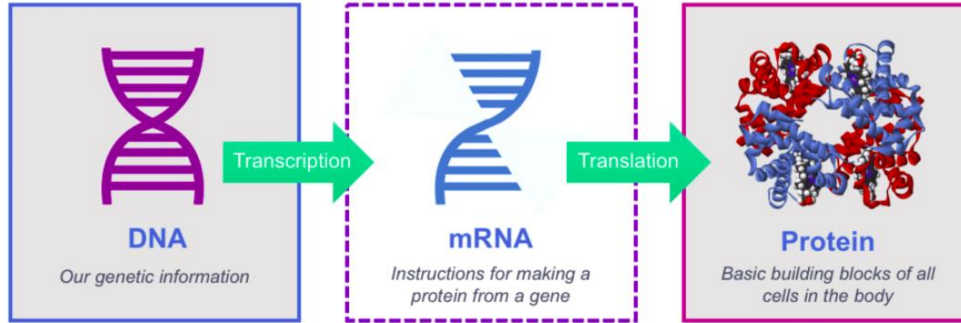 Transcription
Translation
DNA
Our genetic information
mRNA
Instructions for making a
protein from a gene
Protein
Basic building blocks of all
cells in the body